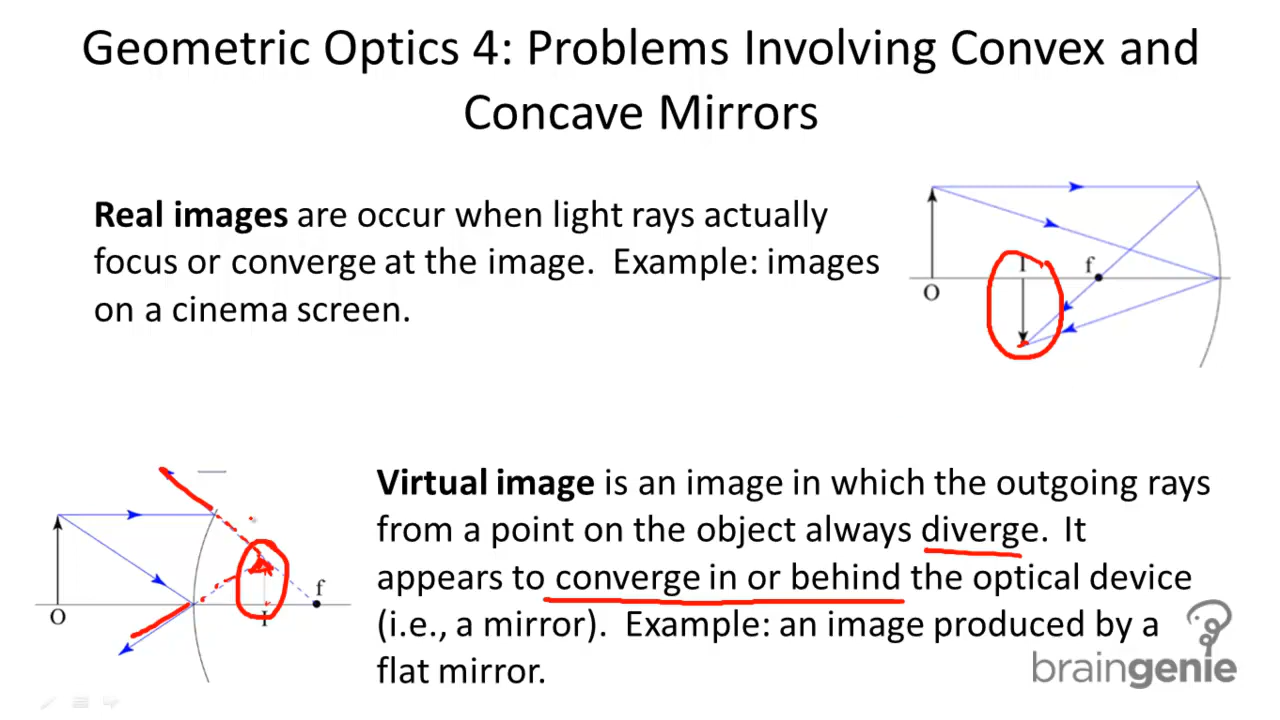 Geometric Optics 4: Problems Involving Convex and
Concave Mirrors
Real images are occur when light rays actually
focus or converge at the image. Example: images
on a cinema screen.
O
I
f
Virtual image is an image in which the outgoing rays
from a point on the object always diverge. It
appears to converge in or behind the optical device
(i.e., a mirror). Example: an image produced by a
flat mirror.
O
I
f
braingenie